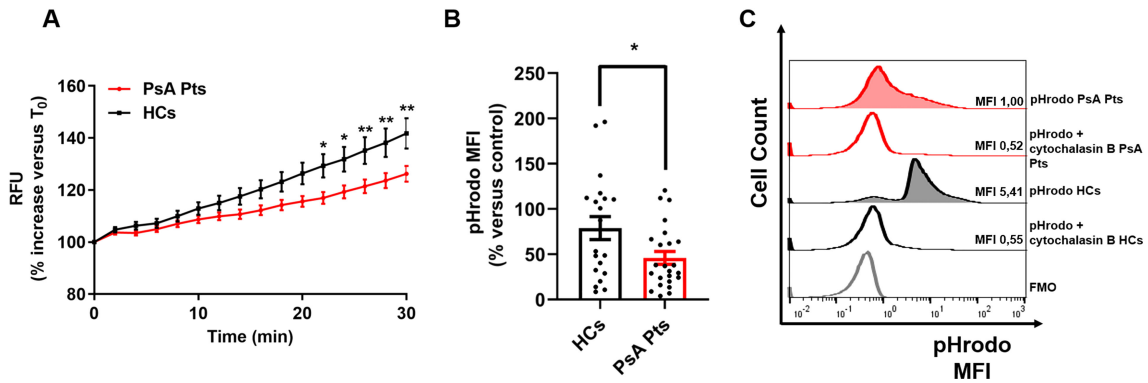 A
RFU
(% increase versus T0)
160
140
120
100
80
PsA Pts
HCs
*
*
**
**
**
0
10
20
30
Time (min)
B
pHrodo MFI
(% versus control)
250
200
150
100
50
0
*
HCs
PsA Pts
C
Cell Count
MFI 1,00
pHrodo PsA Pts
MFI 0,52
pHrodo +
cytochalasin B PsA
Pts
MFI 5,41
pHrodo HCs
MFI 0,55
pHrodo +
cytochalasin B HCs
FMO
10-2
10-1
100
101
102
103
pHrodo
MFI